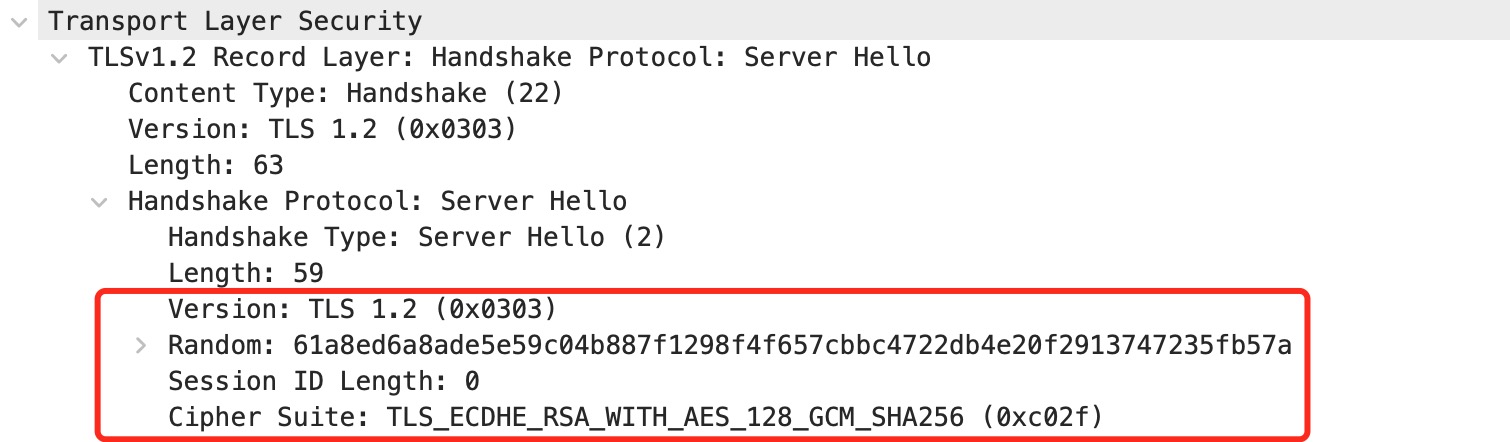 Transport Layer Security
TLSv1.2 Record Layer: Handshake Protocol: Server Hello
Content Type: Handshake (22)
Version: TLS 1.2 (0x0303)
Length: 63
Handshake Protocol: Server Hello
Handshake Type: Server Hello (2)
Length: 59
Version: TLS 1.2 (0x0303)
Random: 61a8ed6a8ade5e59c04b887f1298f4f657cbbc4722db4e20f2913747235fb57a
Session ID Length: 0
Cipher Suite: TLS_ECDHE_RSA_WITH_AES_128_GCM_SHA256 (0xc02f)